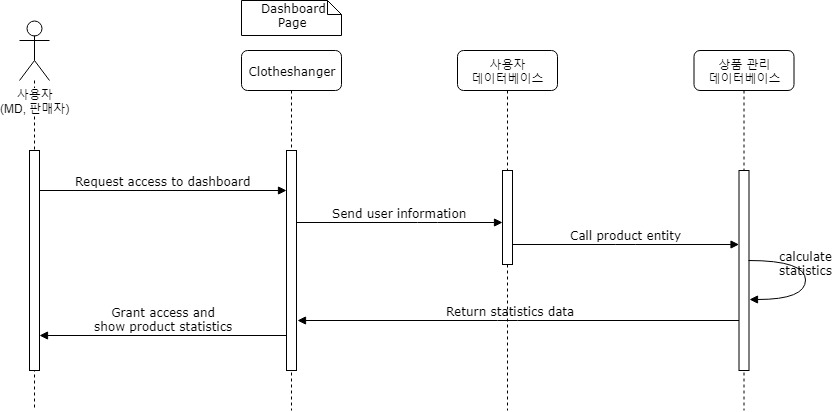 Dashboard
Page
사용자
(MD, 판매자)
Clotheshanger
사용자
데이터베이스
상품 관리
데이터베이스
Request access to dashboard
Send user information
Call product entity
calculate
statistics
Return statistics data
Grant access and
show product statistics